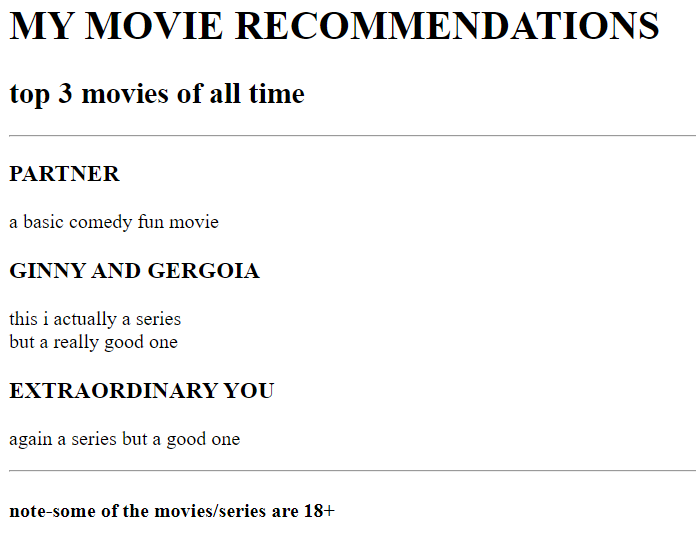 MY MOVIE RECOMMENDATIONS
top 3 movies of all time
PARTNER
a basic comedy fun movie
GINNY AND GERGOIA
this i actually a series
but a really good one
EXTRAORDINARY YOU
again a series but a good one
note-some of the movies/series are 18+